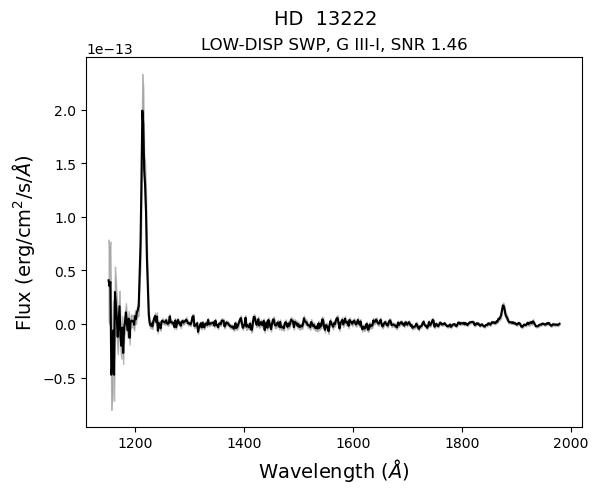 HD  13222
LOW-DISP SWP, G III-I, SNR 1.46
1e−13
2.0
1.5
1.0
0.5
0.0
−0.5
Flux (erg/cm²/s/Å)
1200 1400 1600 1800 2000
Wavelength (Å)